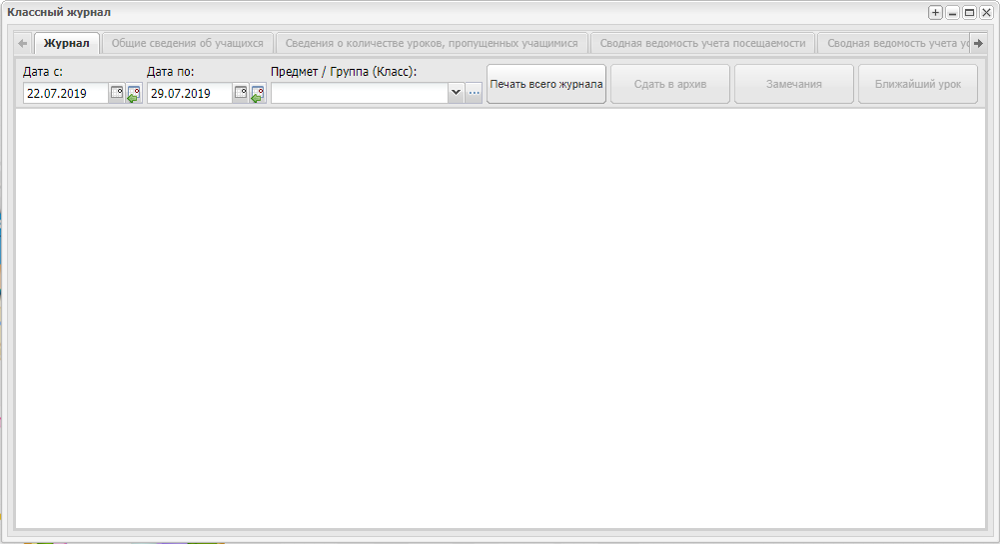 Классный журнал
Журнал
Общие сведения об учащихся
Сведения о количестве уроков, пропущенных учащимися
Сводная ведомость учета посещаемости
Сводная ведомость учета ус
Дата с:
Дата по:
Предмет / Группа (Класс):
22.07.2019
29.07.2019
Печать всего журнала
Сдать в архив
Замечания
Ближайший урок